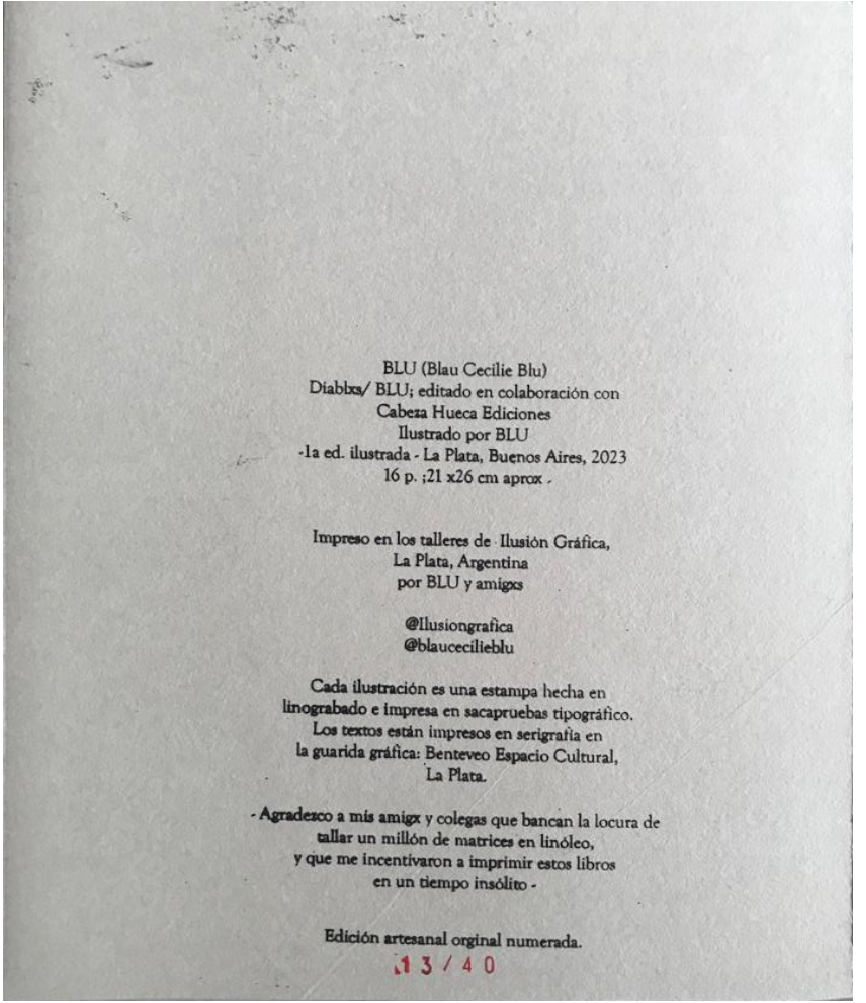 BLU (Blau Cecilie Blu)
Diablxs/ BLU; editado en colaboración con
Cabeza Hueca Ediciones
Ilustrado por BLU
-1a ed. ilustrada - La Plata, Buenos Aires, 2023
16 p. ;21 x26 cm aprox -
Impreso en los talleres de Ilusión Gráfica,
La Plata, Argentina
por BLU y amigxs
@Ilusiongrafica
@blaucecilieblu
Cada ilustración es una estampa hecha en
linograbado e impresa en sacapruebas tipográfico.
Los textos están impresos en serigrafía en
la guarida gráfica: Benteveo Espacio Cultural,
La Plata.
- Agradezco a mis amigx y colegas que bancan la locura de
tallar un millón de matrices en linóleo,
y que me incentivaron a imprimir estos libros
en un tiempo insólito -
Edición artesanal orginal numerada.
13/40